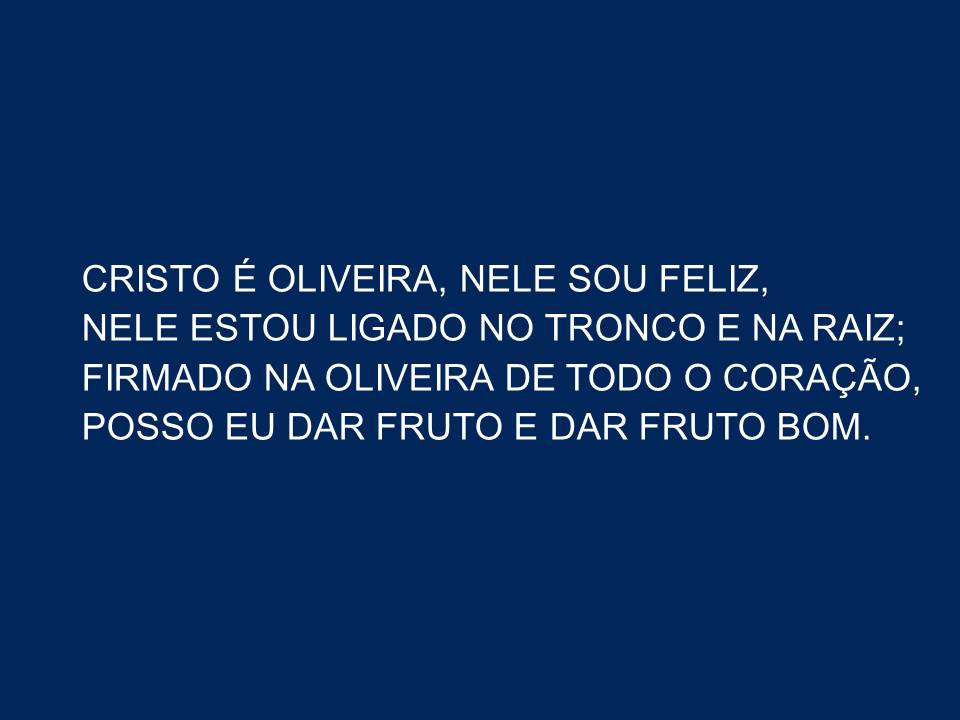 CRISTO É OLIVEIRA, NELE SOU FELIZ,
NELE ESTOU LIGADO NO TRONCO E NA RAIZ;
FIRMADO NA OLIVEIRA DE TODO O CORAÇÃO,
POSSO EU DAR FRUTO E DAR FRUTO BOM.